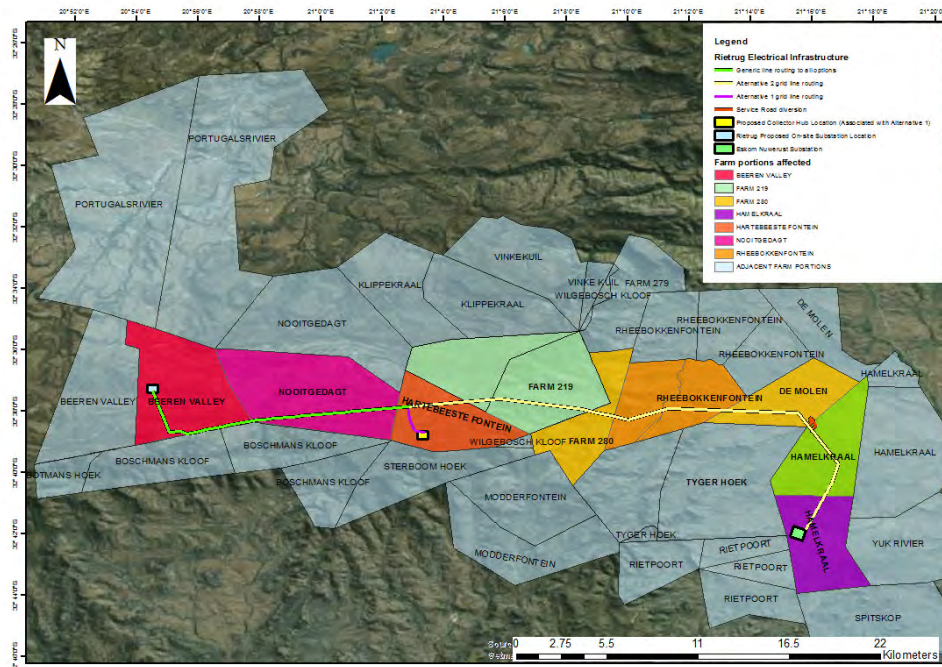 20°52'0"E 20°54'0"E 20°56'0"E 20°58'0"E 21°0'0"E 21°2'0"E 21°4'0"E 21°6'0"E 21°8'0"E 21°10'0"E 21°12'0"E 21°14'0"E 21°16'0"E 21°18'0"E 21°20'0"
N
Legend
Rietrug Electrical Infrastructure
Generic line routing to all options
Alternative 2 grid line routing
Alternative 1 grid line routing
Service Road diversion
Proposed Collector Hub Location (Associated with Alternative 1)
Rietrug Proposed On-site Substation Location
Eskom Nuwerust Substation
Farm portions affected
BEEREN VALLEY
FARM 219
FARM 280
HAMELKRAAL
HARTEBEESTE FONTEIN
NOOITGEDAGT
RHEEBOKKENFONTEIN
ADJACENT FARM PORTIONS
PORTUGALSRIVIER
PORTUGALSRIVIER
VINKEKUIL
KLIPPEKRAAL
VINKE KUIL
FARM 279
WILGEBOSCH KLOOF
KLIPPEKRAAL
DE MOLEN
NOOITGEDAGT
RHEEBOKKENFONTEIN
RHEEBOKKENFONTEIN
RHEEBOKKENFONTEIN
HAMELKRAAL
FARM 219
NOOITGEDAGT
DE MOLEN
BEEREN VALLEY
BEEREN VALLEY
RHEEBOKKENFONTEIN
HARTEBEESTE FONTEIN
WILGEBOSCH KLOOF
FARM 280
BOSCHMANS KLOOF
HAMELKRAAL
HAMELKRAAL
BOTMANS HOEK
BOSCHMANS KLOOF
BOSCHMANS KLOOF
STERBOOM HOEK
TYGER HOEK
MODDERFONTEIN
HAMELKRAAL
TYGER HOEK
RIETPOORT
YUK RIVIER
MODDERFONTEIN
RIETPOORT
RIETPOORT
RIETPOORT
SPITSKOP
0 2.75 5.5 11 16.5 22
Kilometers